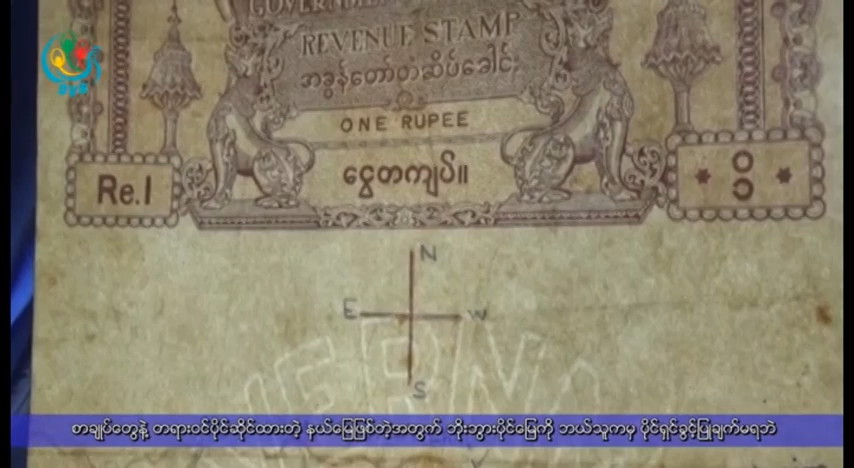 GOVERNME
REVENUE STAMP
အခွန်တော်တံဆိပ်ခေါင်း
ONE RUPEE
ငွေတကျပ်။
Re.1
* ၁ *
၁
N
E W
S
စာချုပ်တွေနဲ့ တရားဝင်ပိုင်ဆိုင်ထားတဲ့ နယ်မြေဖြစ်တဲ့အတွက် ဘိုးဘွားပိုင်မြေကို ဘယ်သူကမှ ပိုင်ရှင်ခွင့်ပြုချက်မရဘဲ